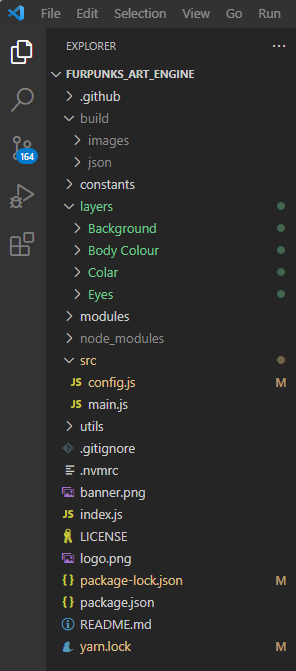 File Edit Selection View Go Run
EXPLORER
FURPUNKS_ART_ENGINE
.github
build
images
json
164
constants
layers
Background
Body Colour
Colar
Eyes
modules
node_modules
src
JS config.js M
JS main.js
utils
.gitignore
.nvmrc
banner.png
JS index.js
LICENSE
logo.png
{ } package-lock.json M
{ } package.json
README.md
yarn.lock M